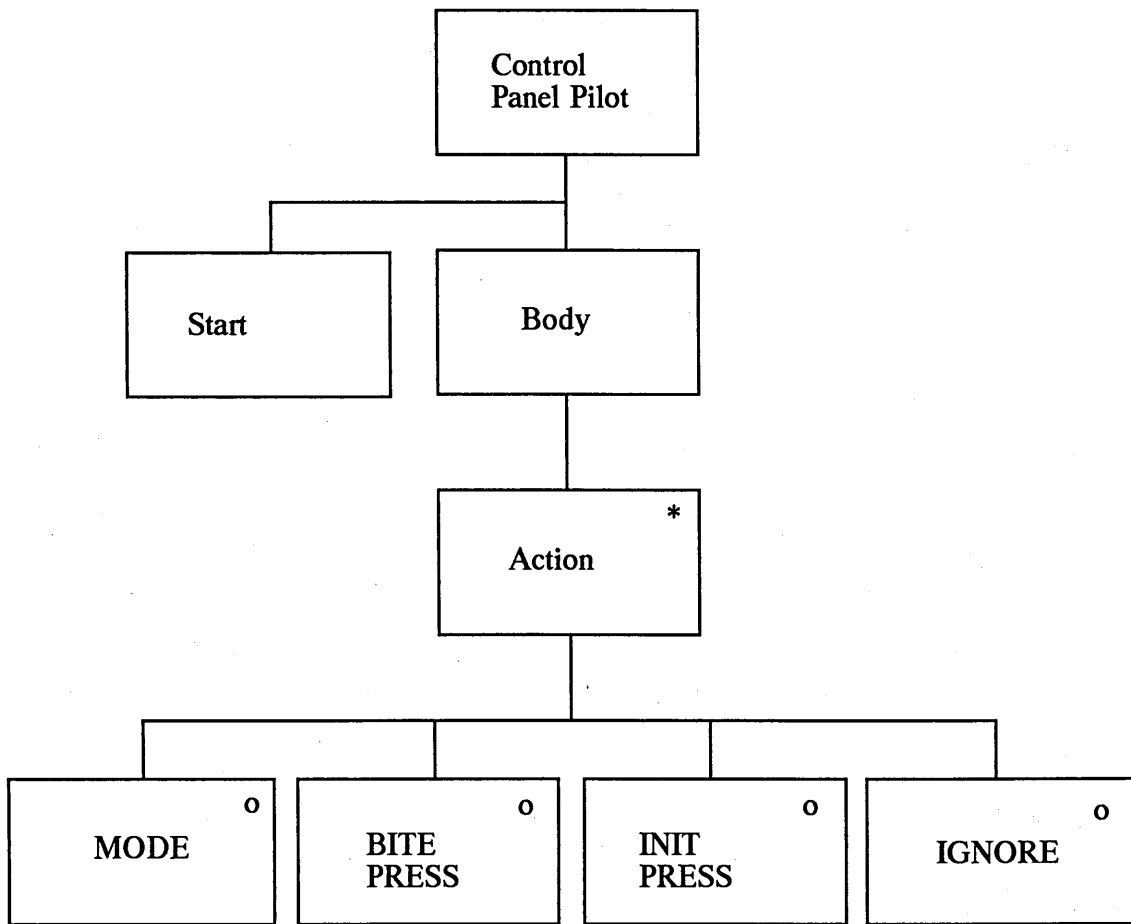 Control
Panel Pilot
Start
Body
*
Action
o
MODE
o
BITE
PRESS
o
INIT
PRESS
o
IGNORE